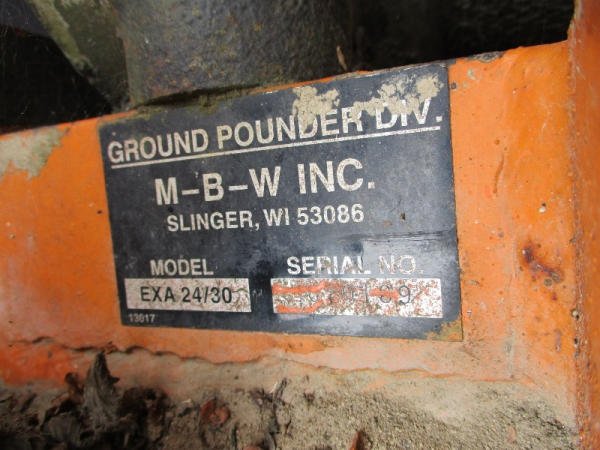 GROUND POUNDER DIV.
M-B-W INC.
SLINGER, WI 53086
MODEL SERIAL NO.
EXA 24/30
13017